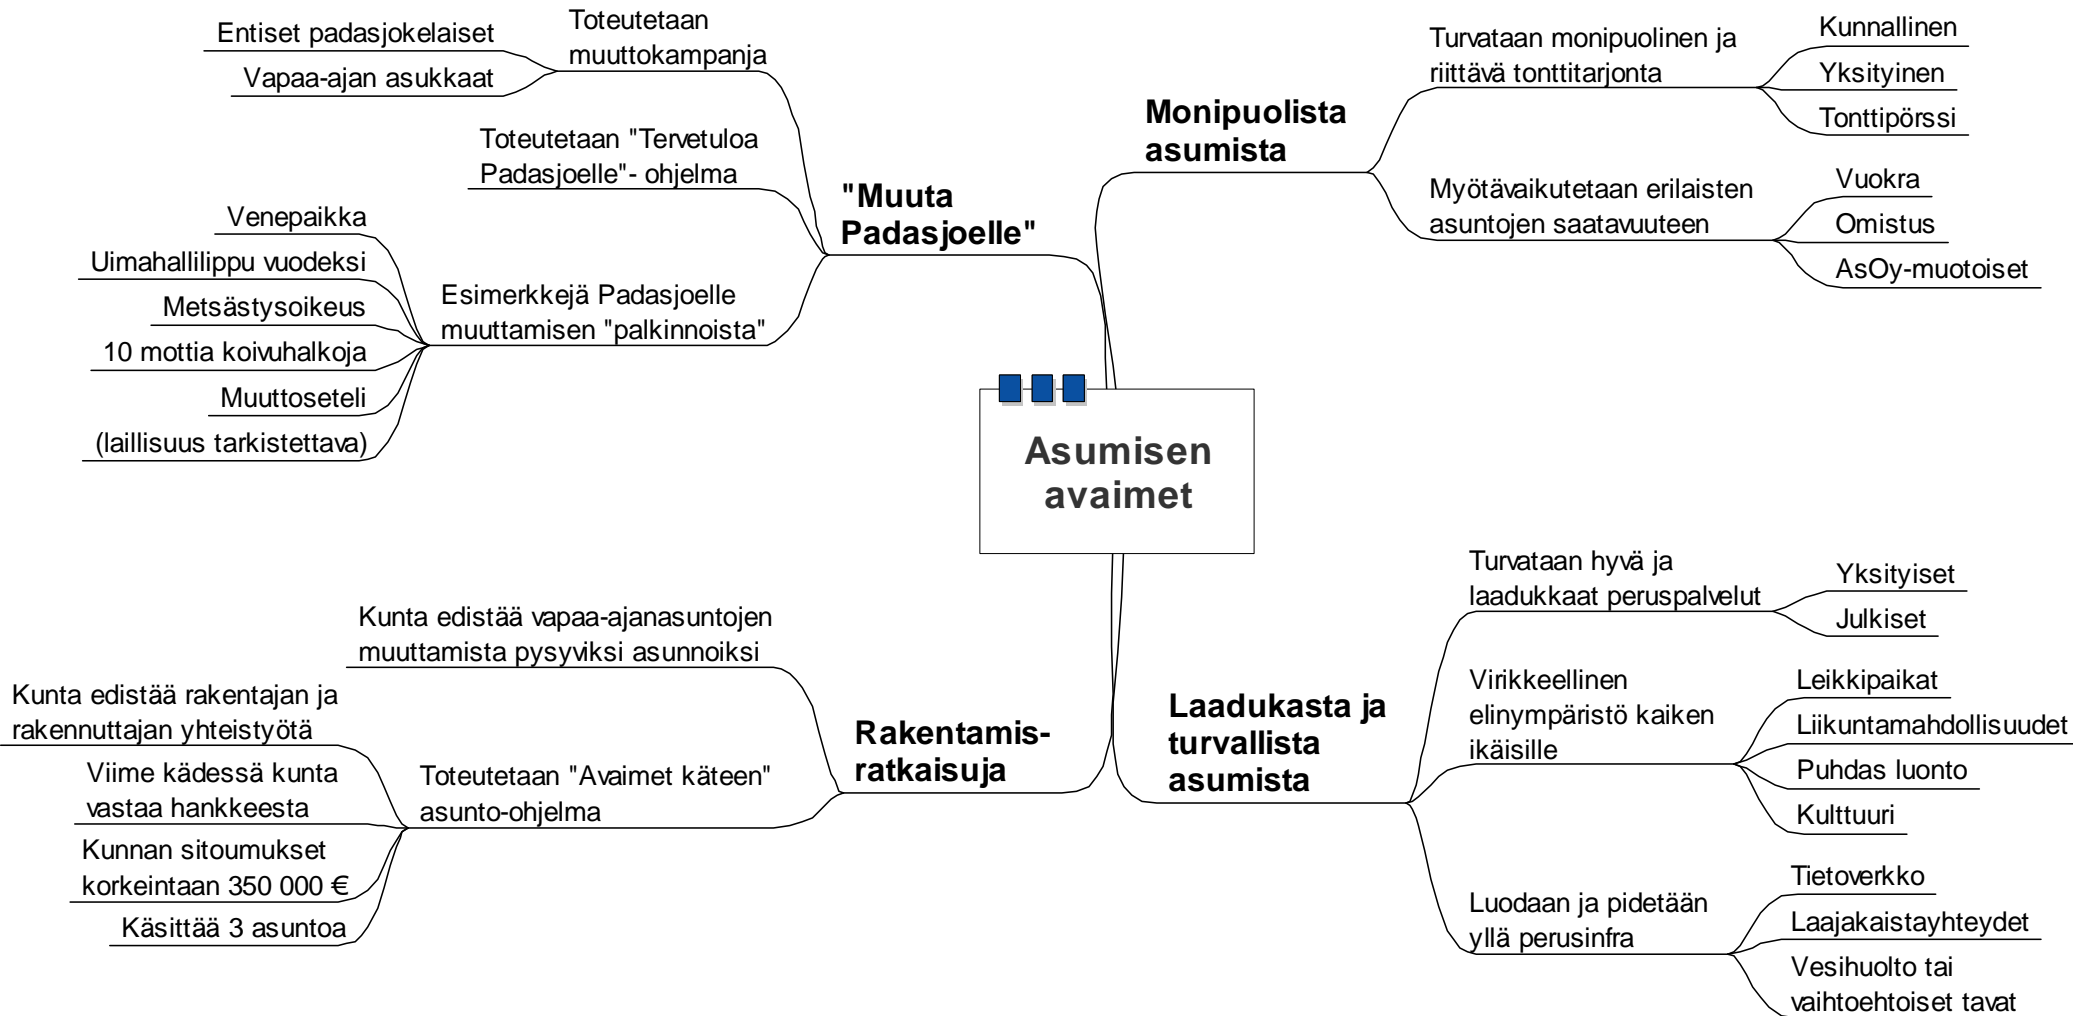 Asumisen
avaimet
Monipuolista
asumista
Turvataan monipuolinen ja
riittävä tonttitarjonta
Kunnallinen
Yksityinen
Tonttipörssi
Myötävaikutetaan erilaisten
asuntojen saatavuuteen
Vuokra
Omistus
AsOy-muotoiset
Laadukasta ja
turvallista
asumista
Turvataan hyvä ja
laadukkaat peruspalvelut
Yksityiset
Julkiset
Virikkeellinen
elinympäristö kaiken
ikäisille
Leikkipaikat
Liikuntamahdollisuudet
Puhdas luonto
Kulttuuri
Luodaan ja pidetään
yllä perusinfra
Tietoverkko
Laajakaistayhteydet
Vesihuolto tai
vaihtoehtoiset tavat
"Muuta
Padasjoelle"
Toteutetaan
muuttokampanja
Entiset padasjokelaiset
Vapaa-ajan asukkaat
Toteutetaan "Tervetuloa
Padasjoelle"- ohjelma
Esimerkkejä Padasjoelle
muuttamisen "palkinnoista"
Venepaikka
Uimahallilippu vuodeksi
Metsästysoikeus
10 mottia koivuhalkoja
Muuttoseteli
(laillisuus tarkistettava)
Rakentamis-
ratkaisuja
Kunta edistää vapaa-ajanasuntojen
muuttamista pysyviksi asunnoiksi
Toteutetaan "Avaimet käteen"
asunto-ohjelma
Kunta edistää rakentajan ja
rakennuttajan yhteistyötä
Viime kädessä kunta
vastaa hankkeesta
Kunnan sitoumukset
korkeintaan 350 000 €
Käsittää 3 asuntoa